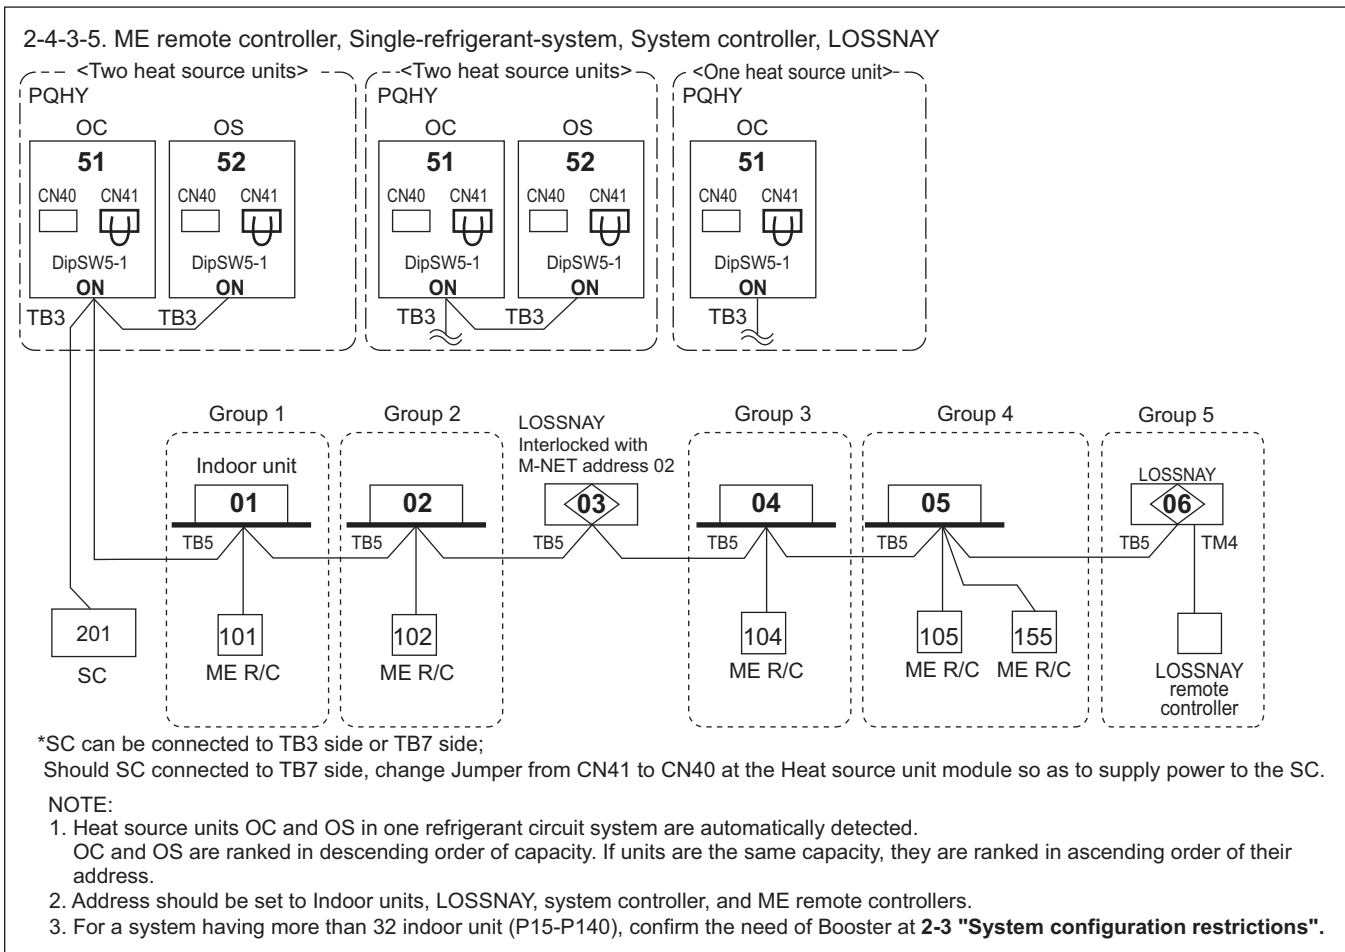 2-4-3-5. ME remote controller, Single-refrigerant-system, System controller, LOSSNAY
<Two heat source units> <Two heat source units> <One heat source unit>
PQHY PQHY PQHY
OC OS OC OS OC
51 52 51 52 51
CN40 CN41 CN40 CN41 CN40 CN41 CN40 CN41 CN40 CN41
DipSW5-1 DipSW5-1 DipSW5-1 DipSW5-1 DipSW5-1
ON ON ON ON ON
TB3 TB3 TB3 TB3 TB3
Group 1 Group 2 Group 3 Group 4 Group 5
LOSSNAY
Interlocked with
M-NET address 02
Indoor unit LOSSNAY
01 02 03 04 05 06
TB5 TB5 TB5 TB5 TB5 TB5 TM4
201 101 102 104 105 155
SC ME R/C ME R/C ME R/C ME R/C ME R/C LOSSNAY
remote
controller
*SC can be connected to TB3 side or TB7 side;
Should SC connected to TB7 side, change Jumper from CN41 to CN40 at the Heat source unit module so as to supply power to the SC.
NOTE:
1. Heat source units OC and OS in one refrigerant circuit system are automatically detected.
OC and OS are ranked in descending order of capacity. If units are the same capacity, they are ranked in ascending order of their
address.
2. Address should be set to Indoor units, LOSSNAY, system controller, and ME remote controllers.
3. For a system having more than 32 indoor unit (P15-P140), confirm the need of Booster at 2-3 "System configuration restrictions".